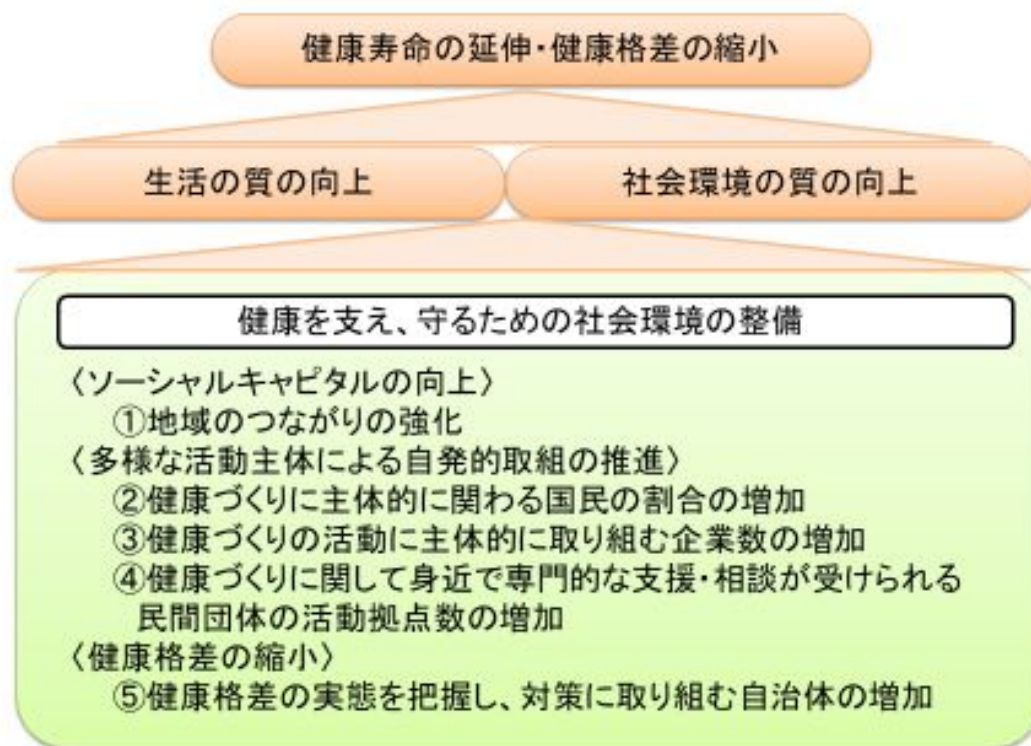 健康寿命の延伸・健康格差の縮小
生活の質の向上
社会環境の質の向上
健康を支え、守るための社会環境の整備
〈ソーシャルキャピタルの向上〉
①地域のつながりの強化
〈多様な活動主体による自発的取組の推進〉
②健康づくりに主体的に関わる国民の割合の増加
③健康づくりの活動に主体的に取り組む企業数の増加
④健康づくりに関して身近で専門的な支援・相談が受けられる
民間団体の活動拠点数の増加
〈健康格差の縮小〉
⑤健康格差の実態を把握し、対策に取り組む自治体の増加